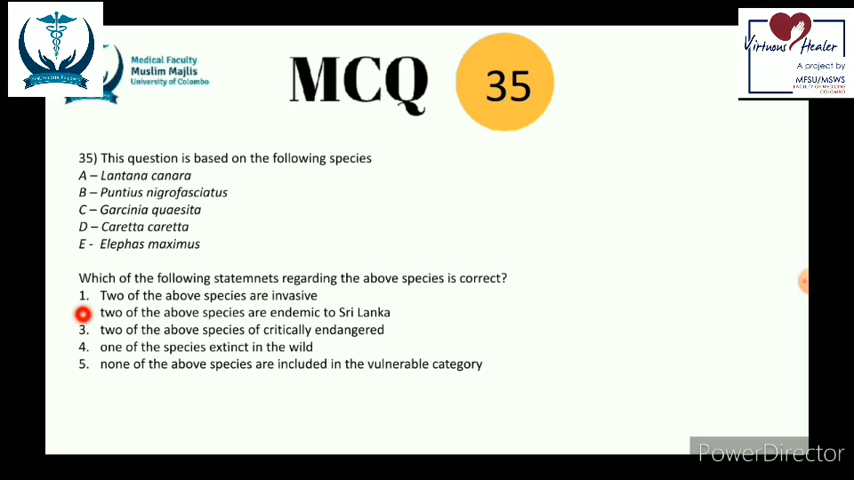 Medical Faculty
Muslim Majlis
University of Colombo
MCQ
35
Virtuous Healer
A project by
MFSU/MSWS
FACULTY OF MEDICINE
COLOMBO
35) This question is based on the following species
A – Lantana canara
B – Puntius nigrofasciatus
C – Garcinia quaesita
D – Caretta caretta
E - Elephas maximus
Which of the following statemnets regarding the above species is correct?
1. Two of the above species are invasive
two of the above species are endemic to Sri Lanka
3. two of the above species of critically endangered
4. one of the species extinct in the wild
5. none of the above species are included in the vulnerable category
PowerDirector